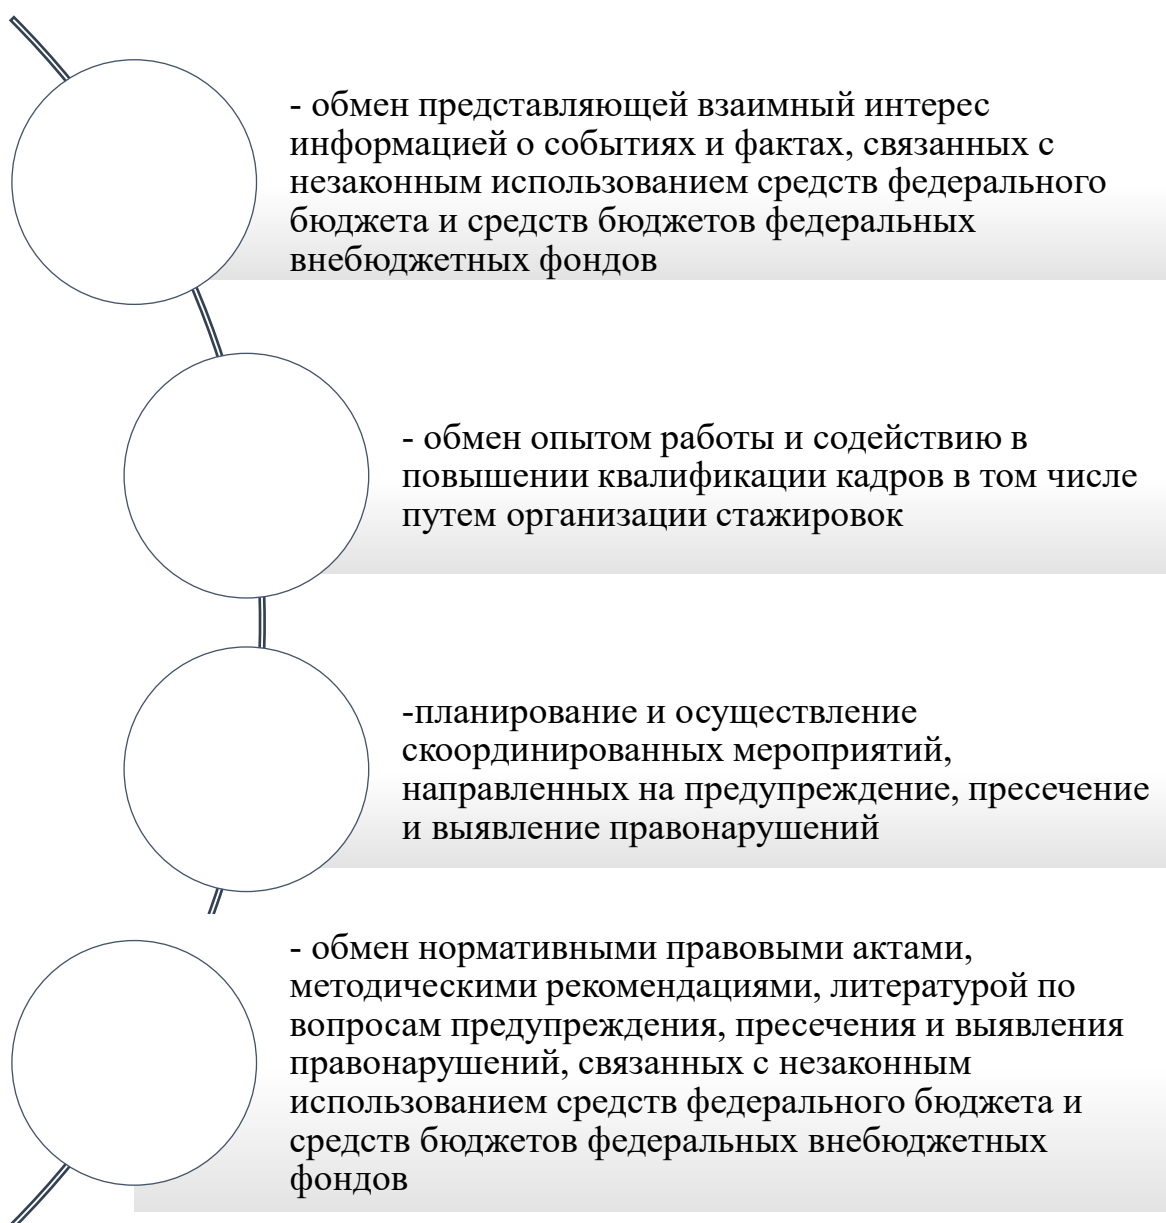 - обмен представляющей взаимный интерес
информацией о событиях и фактах, связанных с
незаконным использованием средств федерального
бюджета и средств бюджетов федеральных
внебюджетных фондов
- обмен опытом работы и содействию в
повышении квалификации кадров в том числе
путем организации стажировок
-планирование и осуществление
скоординированных мероприятий,
направленных на предупреждение, пресечение
и выявление правонарушений
- обмен нормативными правовыми актами,
методическими рекомендациями, литературой по
вопросам предупреждения, пресечения и выявления
правонарушений, связанных с незаконным
использованием средств федерального бюджета и
средств бюджетов федеральных внебюджетных
фондов